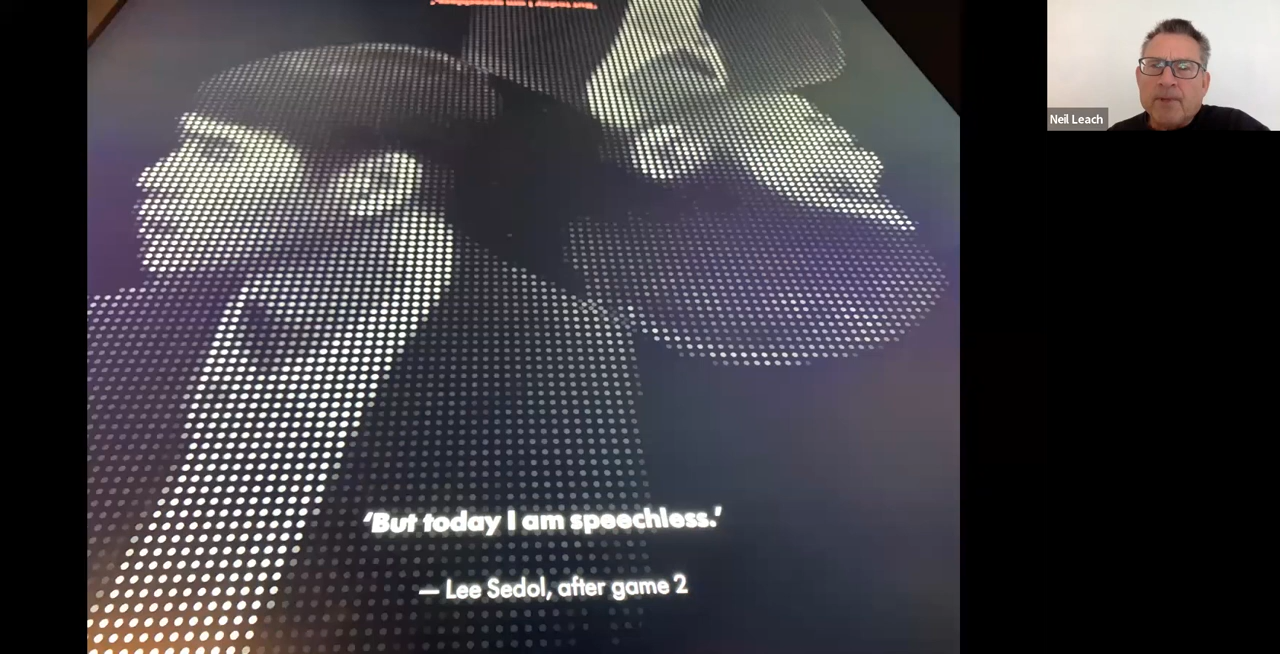 'But today I am speechless.'
— Lee Sedol, after game 2
Neil Leach